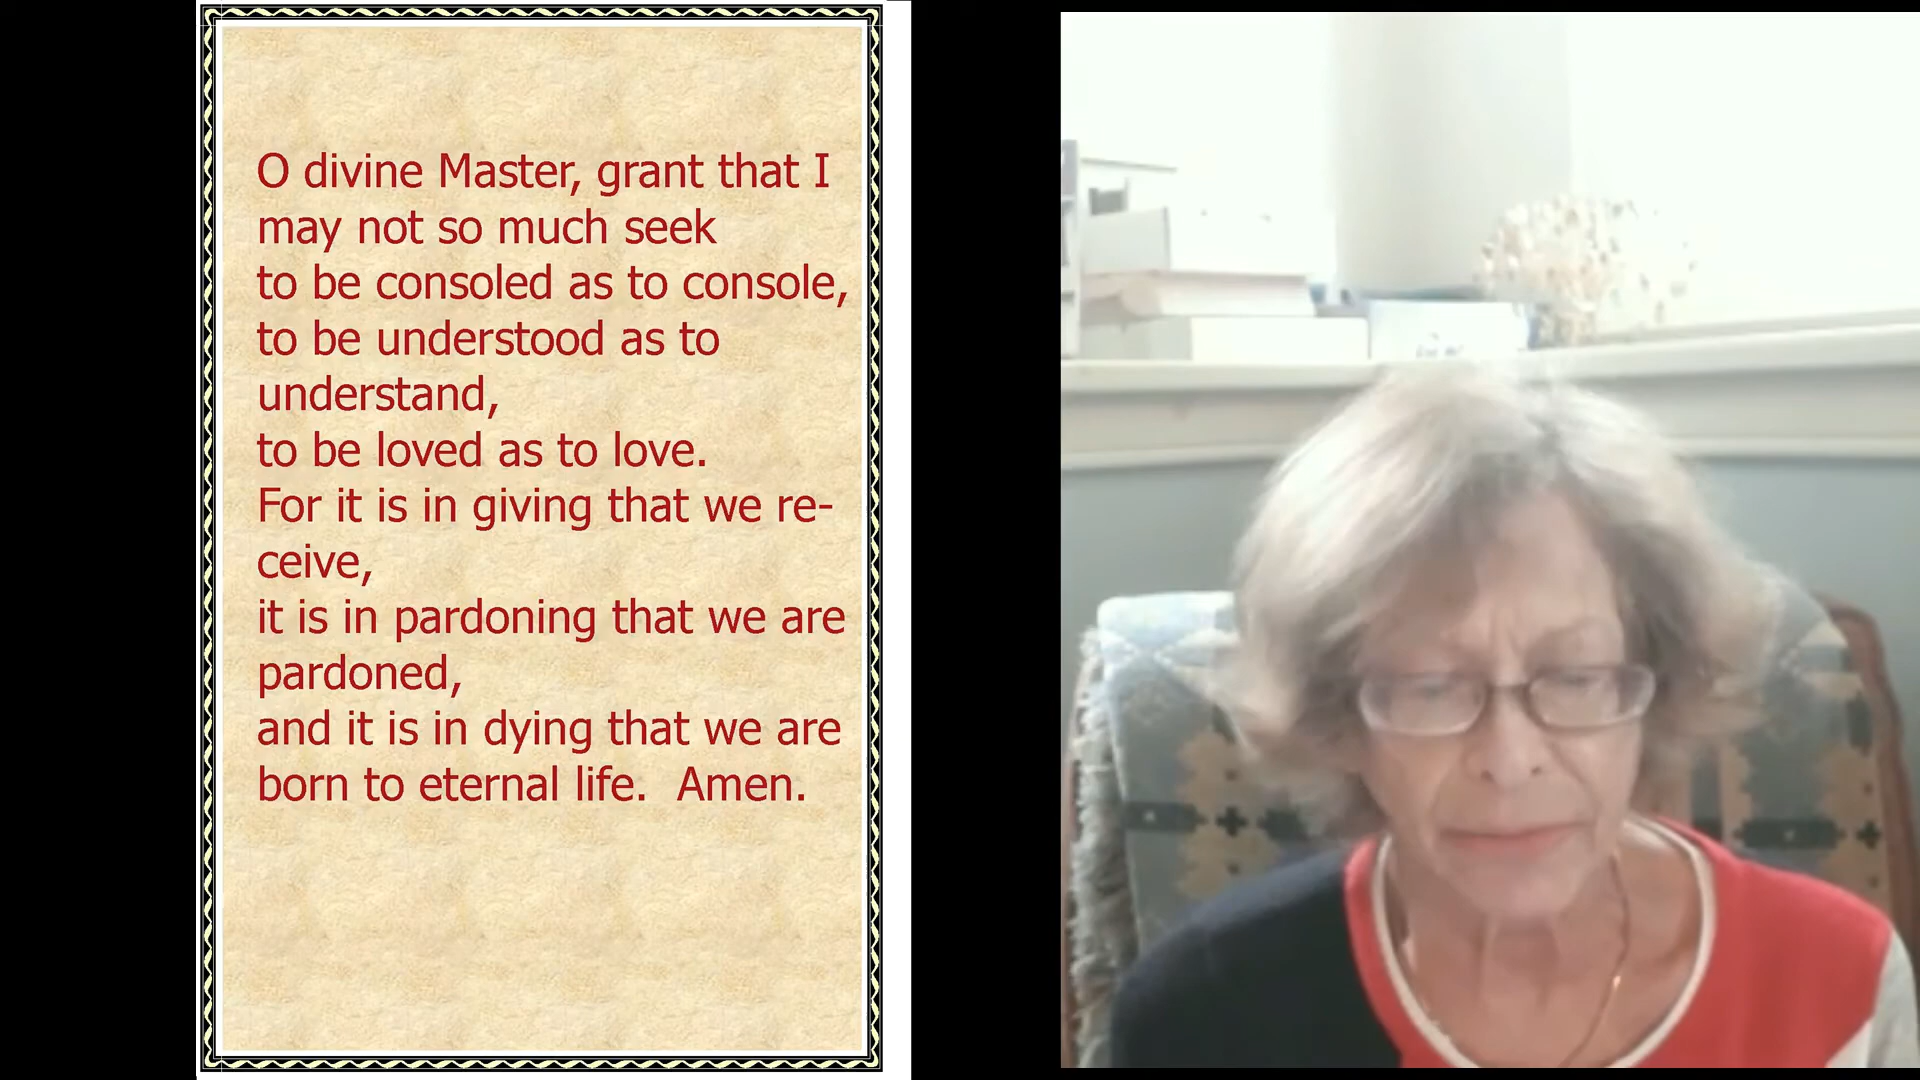 O divine Master, grant that I
may not so much seek
to be consoled as to console,
to be understood as to
understand,
to be loved as to love.
For it is in giving that we re-
ceive,
it is in pardoning that we are
pardoned,
and it is in dying that we are
born to eternal life.  Amen.